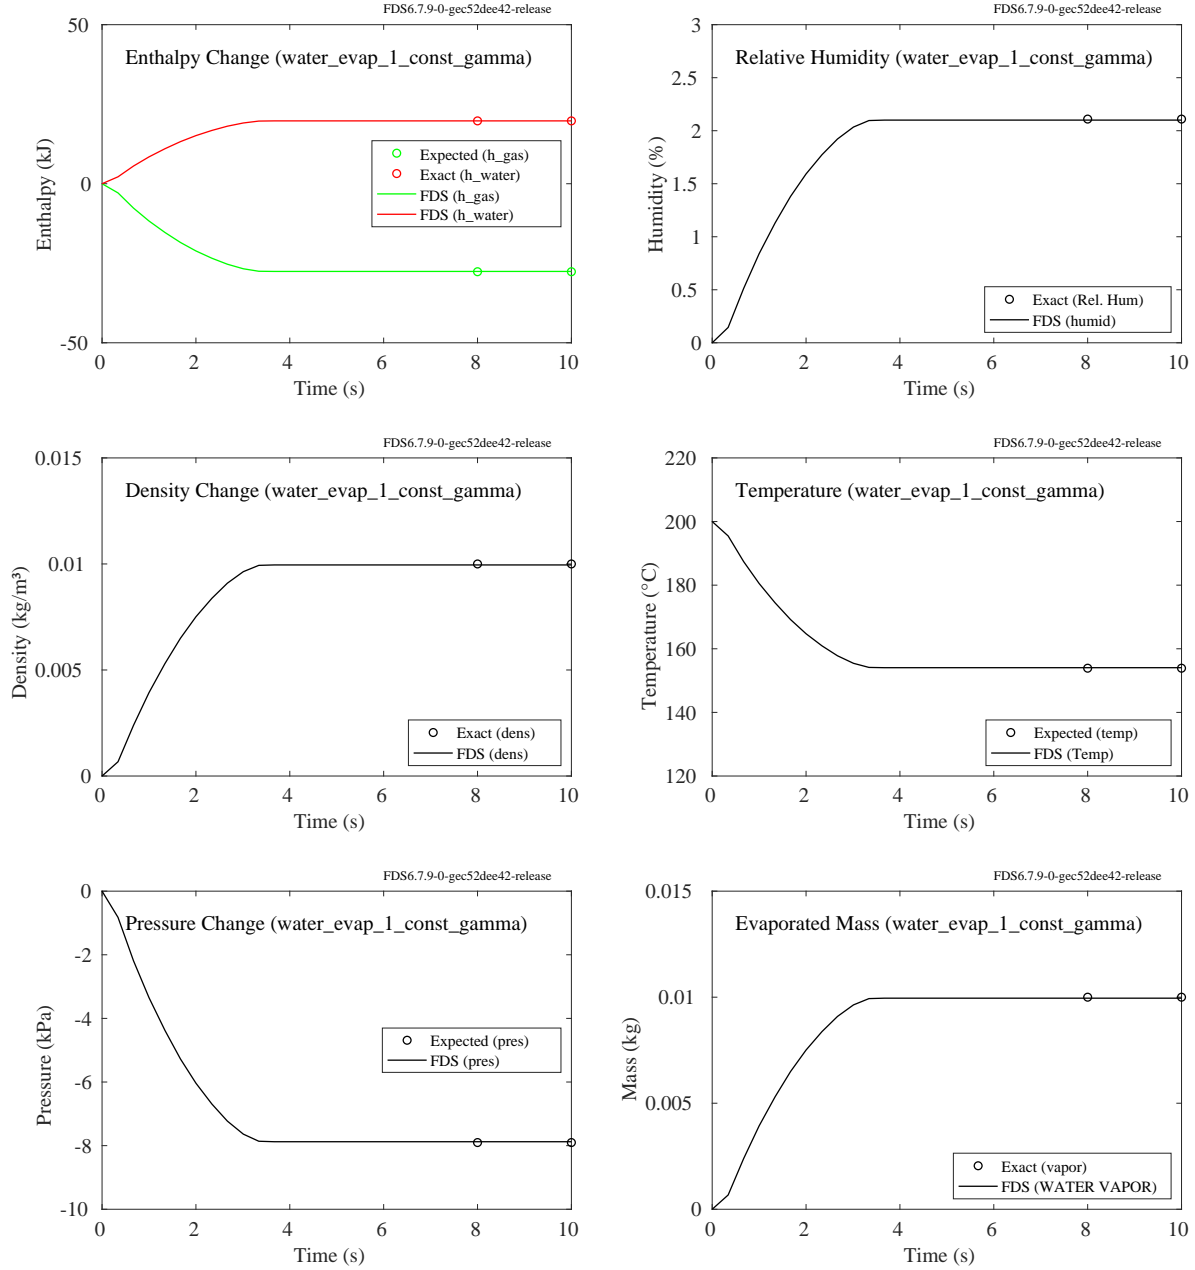 FDS6.7.9-0-gec52dee42-release
Enthalpy Change (water_evap_1_const_gamma)
50
0
-50
Enthalpy (kJ)
Expected (h_gas)
Exact (h_water)
FDS (h_gas)
FDS (h_water)
0 2 4 6 8 10
Time (s)
FDS6.7.9-0-gec52dee42-release
Relative Humidity (water_evap_1_const_gamma)
3
2.5
2
1.5
1
0.5
0
Humidity (%)
Exact (Rel. Hum)
FDS (humid)
0 2 4 6 8 10
Time (s)
FDS6.7.9-0-gec52dee42-release
Density Change (water_evap_1_const_gamma)
0.015
0.01
0.005
0
Density (kg/m³)
Exact (dens)
FDS (dens)
0 2 4 6 8 10
Time (s)
FDS6.7.9-0-gec52dee42-release
Temperature (water_evap_1_const_gamma)
220
200
180
160
140
120
Temperature (°C)
Expected (temp)
FDS (Temp)
0 2 4 6 8 10
Time (s)
FDS6.7.9-0-gec52dee42-release
Pressure Change (water_evap_1_const_gamma)
0
-2
-4
-6
-8
-10
Pressure (kPa)
Expected (pres)
FDS (pres)
0 2 4 6 8 10
Time (s)
FDS6.7.9-0-gec52dee42-release
Evaporated Mass (water_evap_1_const_gamma)
0.015
0.01
0.005
0
Mass (kg)
Exact (vapor)
FDS (WATER VAPOR)
0 2 4 6 8 10
Time (s)